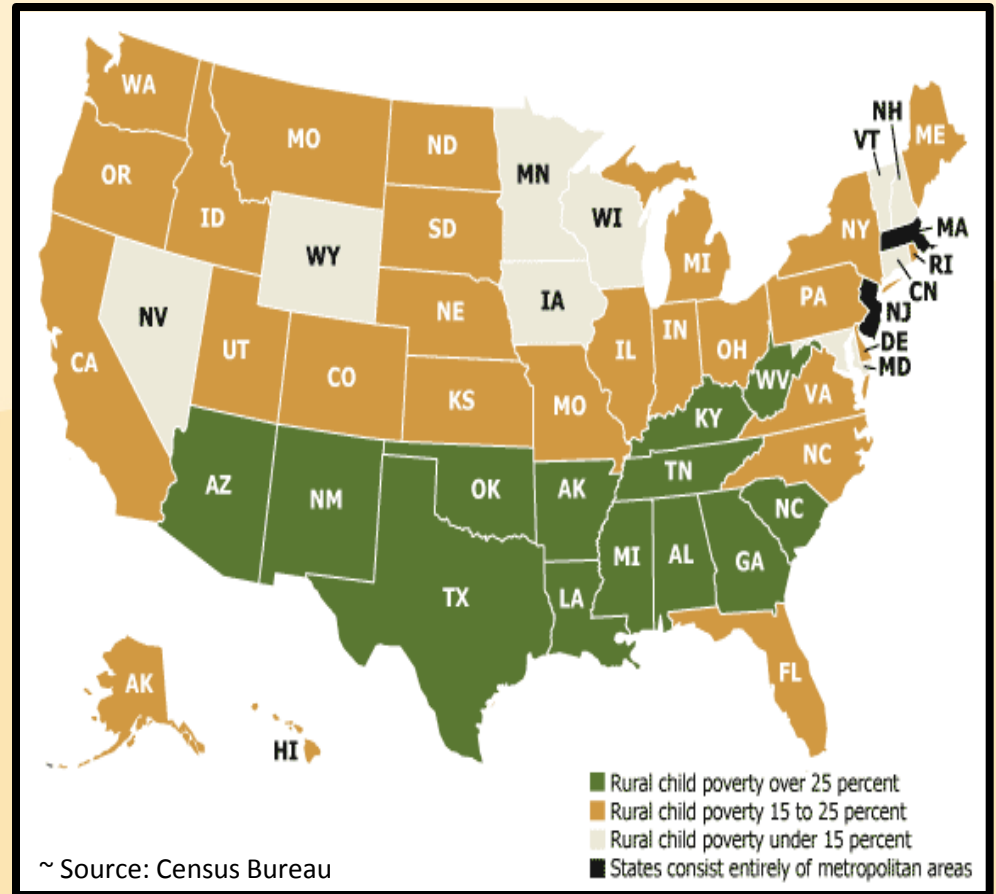 WA
MO
ND
MN
NH
VT
ME
OR
ID
SD
WI
NY
MA
WY
MI
RI
CN
NV
NE
IA
PA
NJ
CA
UT
CO
IL
IN
OH
DE
MD
KS
MO
WV
VA
KY
NC
AZ
NM
OK
AK
TN
NC
TX
LA
MI
AL
GA
AK
HI
FL
Rural child poverty over 25 percent
Rural child poverty 15 to 25 percent
Rural child poverty under 15 percent
States consist entirely of metropolitan areas
~ Source: Census Bureau